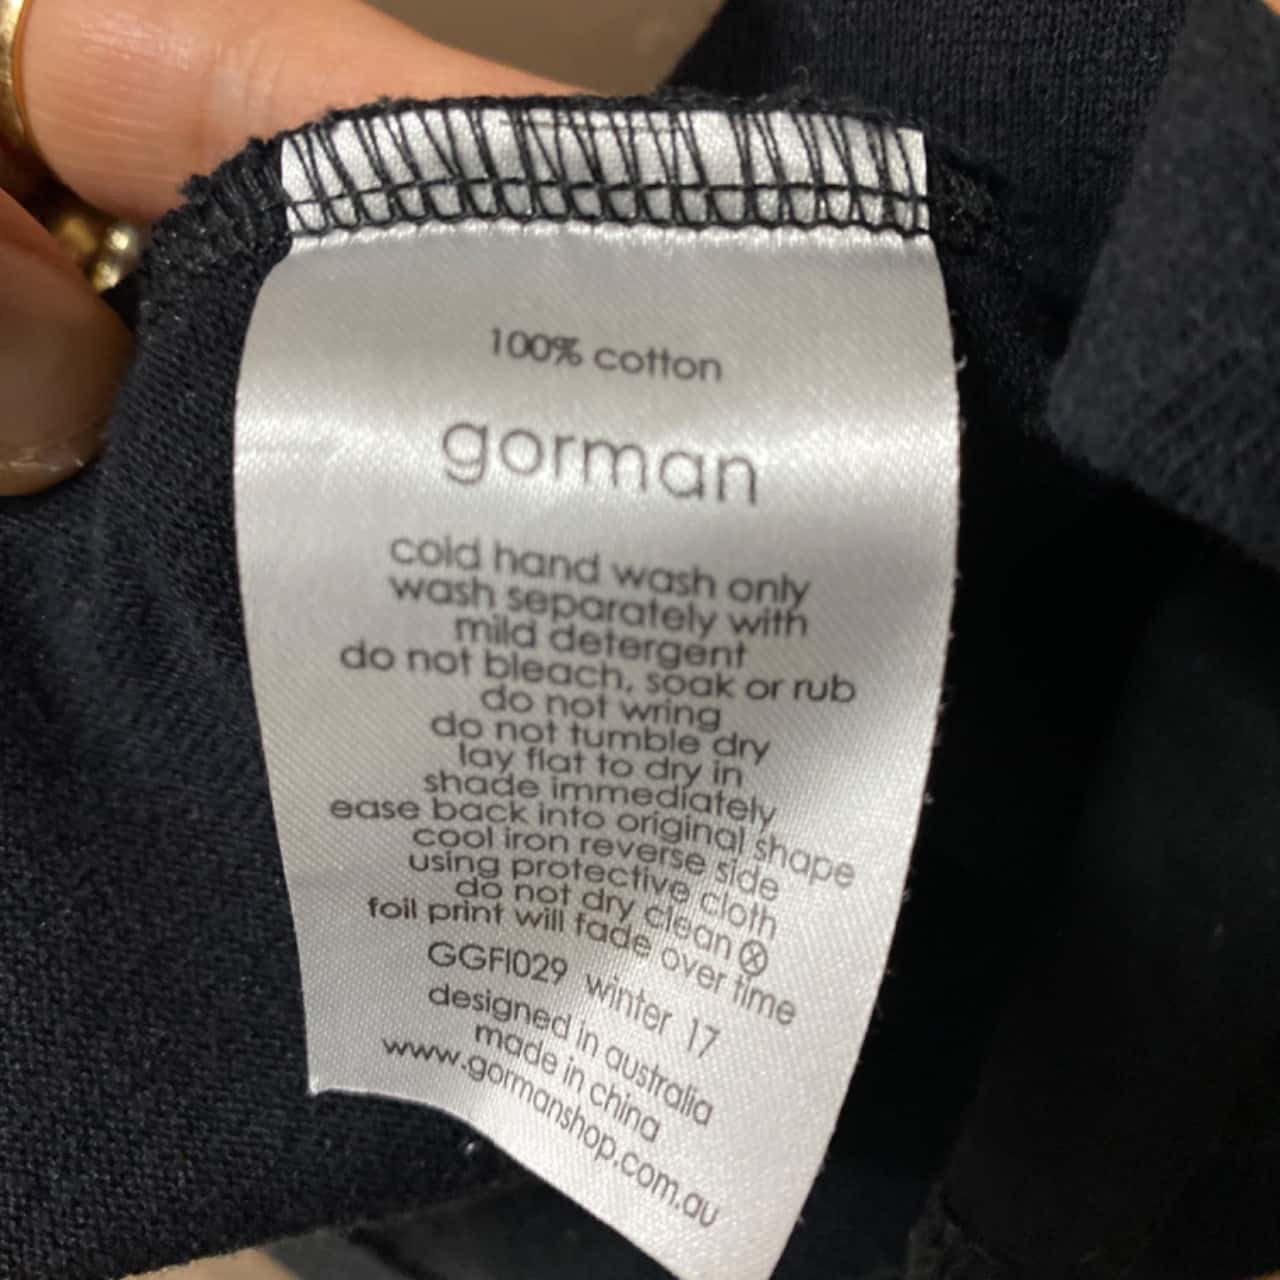 100% cotton
gorman
cold hand wash only
wash separately with
mild detergent
do not bleach, soak or rub
do not wring
do not tumble dry
lay flat to dry in
shade immediately
ease back into original shape
cool iron reverse side
using protective cloth
do not dry clean ⓧ
foil print will fade over time
GGFI029 winter 17
designed in australia
made in china
www.gormanshop.com.au